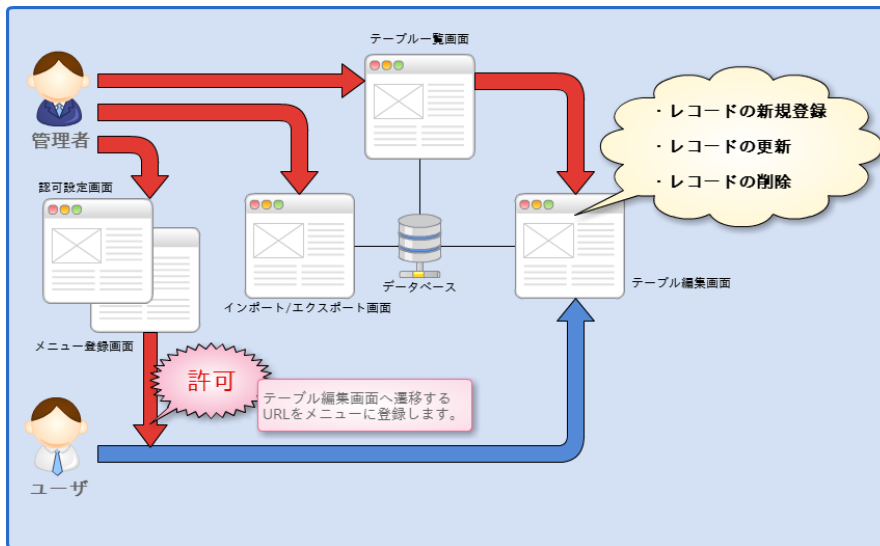 テーブル一覧画面
管理者
・レコードの新規登録
・レコードの更新
・レコードの削除
認可設定画面
データベース
テーブル編集画面
インポート/エクスポート画面
メニュー登録画面
許可
テーブル編集画面へ遷移する
URLをメニューに登録します。
ユーザ